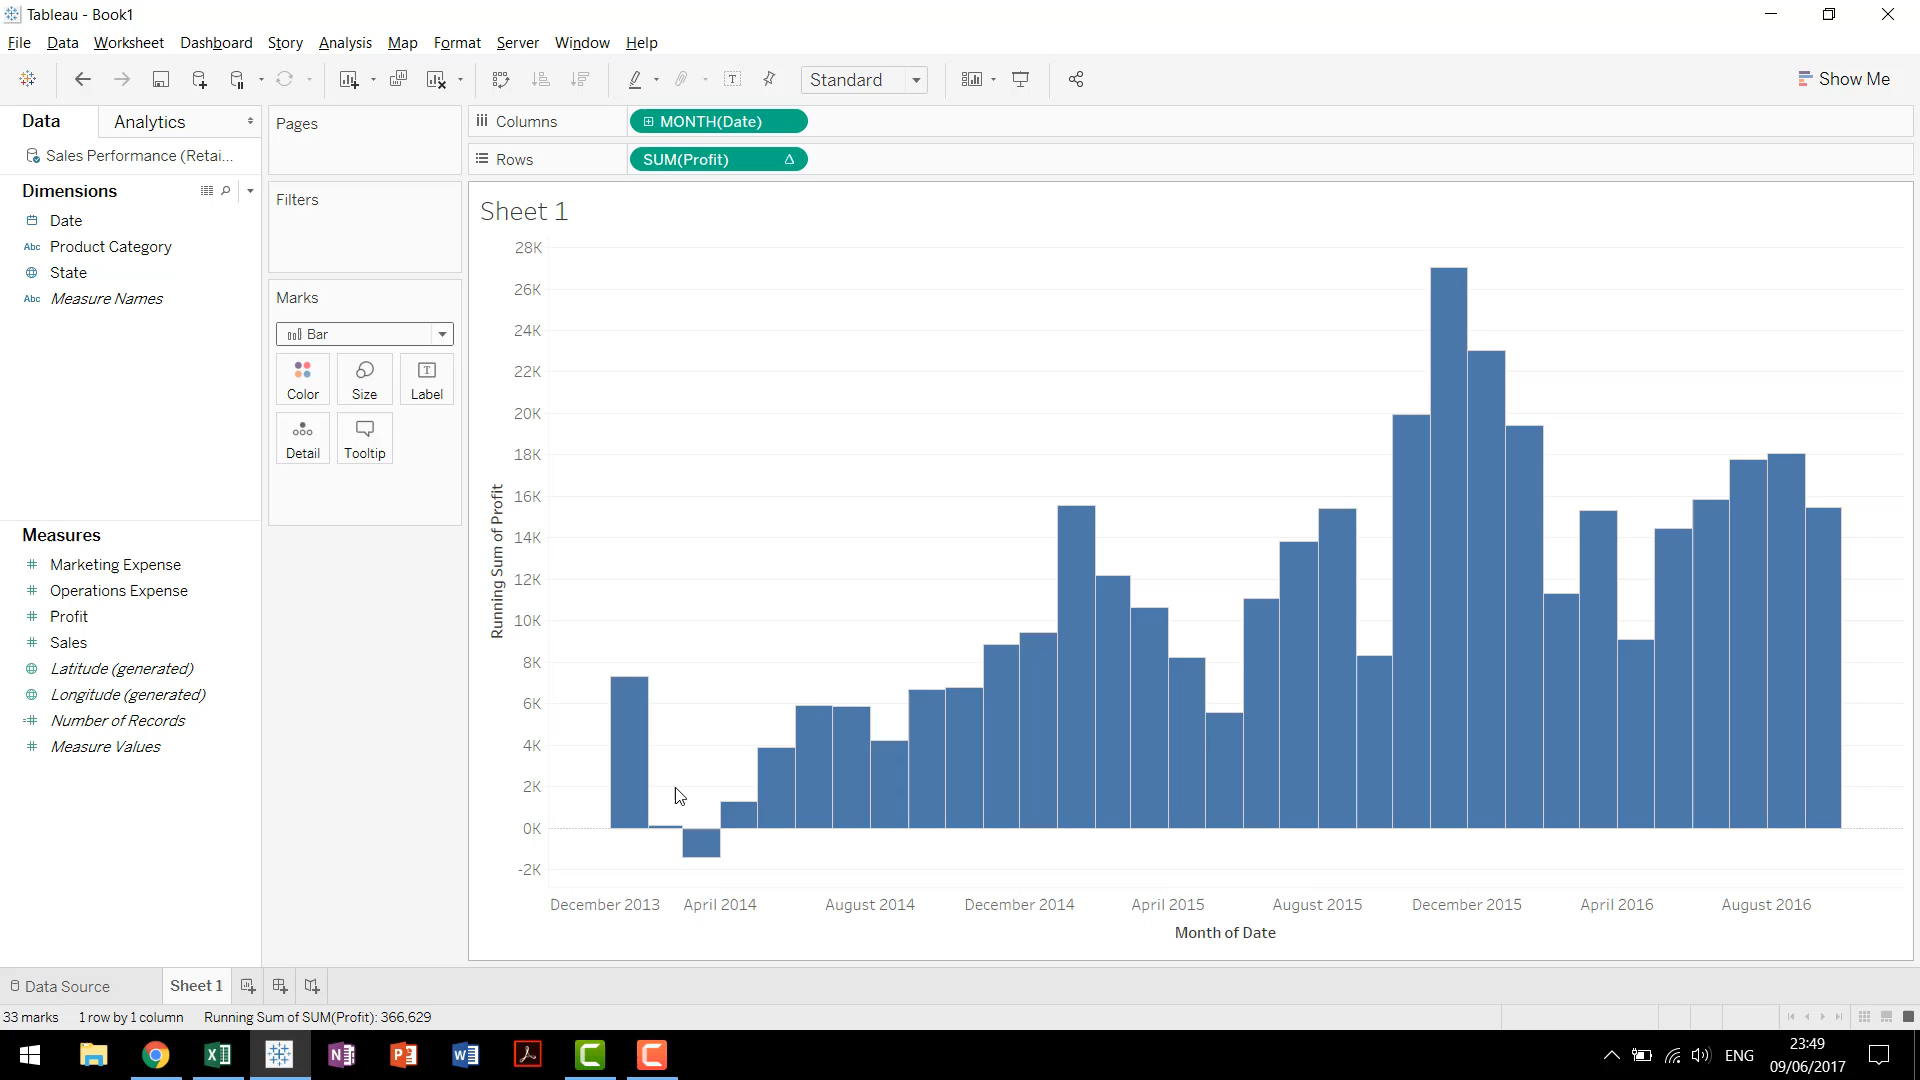 Tableau - Book1
File Data Worksheet Dashboard Story Analysis Map Format Server Window Help
Standard
Show Me
Data
Analytics
Sales Performance (Retai...
Dimensions
Date
Abc Product Category
State
Abc Measure Names
Measures
Marketing Expense
Operations Expense
Profit
Sales
Latitude (generated)
Longitude (generated)
Number of Records
Measure Values
Pages
Filters
Marks
Bar
Color Size Label
Detail Tooltip
Columns
MONTH(Date)
Rows
SUM(Profit) Δ
Sheet 1
Running Sum of Profit
28K
26K
24K
22K
20K
18K
16K
14K
12K
10K
8K
6K
4K
2K
0K
-2K
December 2013 April 2014 August 2014 December 2014 April 2015 August 2015 December 2015 April 2016 August 2016
Month of Date
Data Source
Sheet 1
33 marks 1 row by 1 column Running Sum of SUM(Profit): 366,629
ENG
23:49
09/06/2017